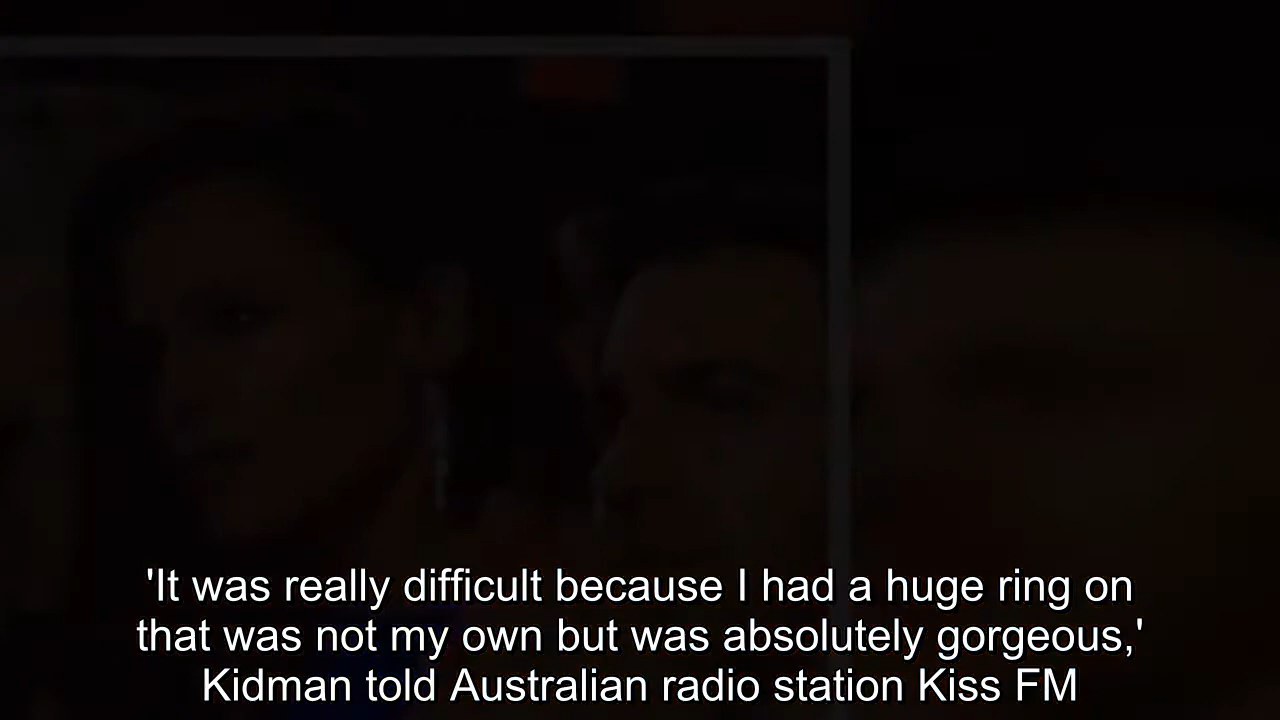 'It was really difficult because I had a huge ring on
that was not my own but was absolutely gorgeous,'
Kidman told Australian radio station Kiss FM